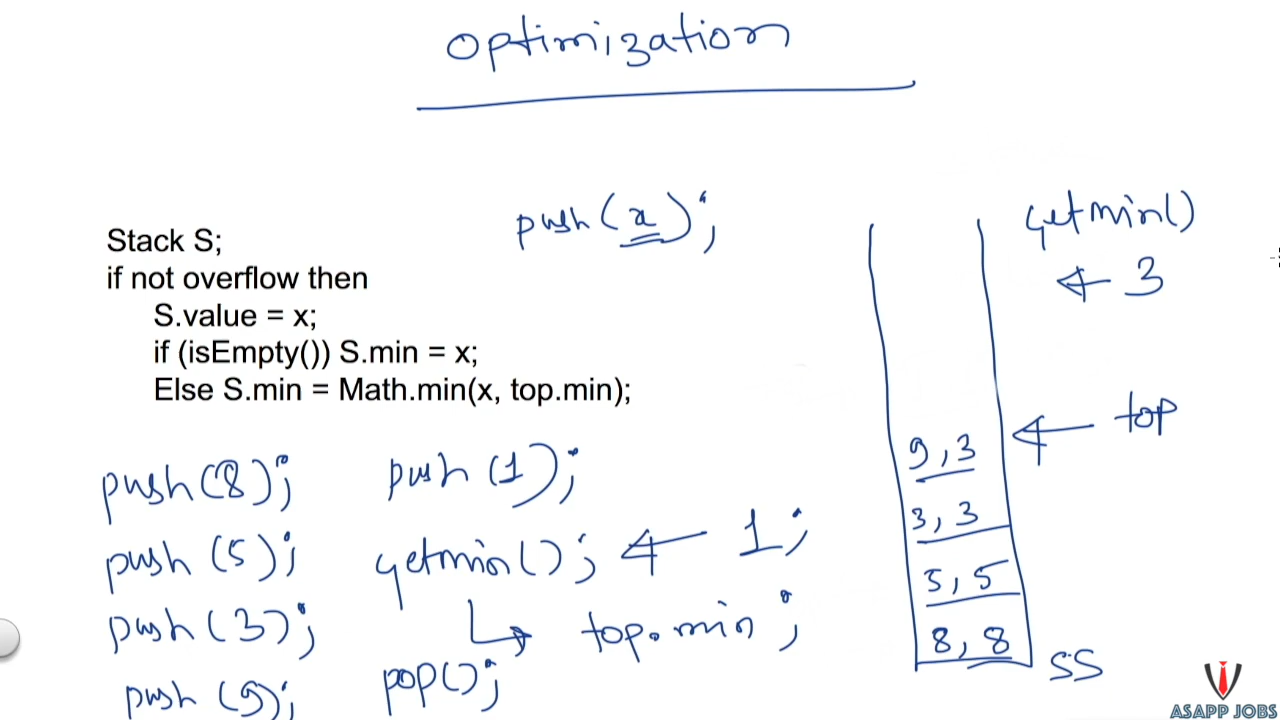 optimization
push(x);
getmin()
← 3
Stack S;
if not overflow then
S.value = x;
if (isEmpty()) S.min = x;
Else S.min = Math.min(x, top.min);
← top
push(8);
push(5);
push(3);
push(9);
push(1);
getmin(); ← 1;
↳ top.min;
pop();
9,3
3,3
5,5
8,8
SS
ASAPP JOBS